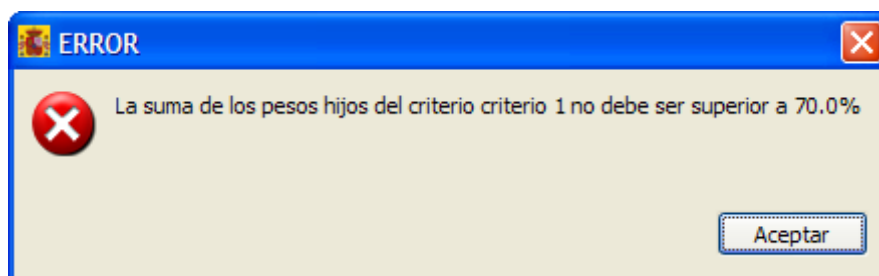 ERROR
La suma de los pesos hijos del criterio criterio 1 no debe ser superior a 70.0%
Aceptar